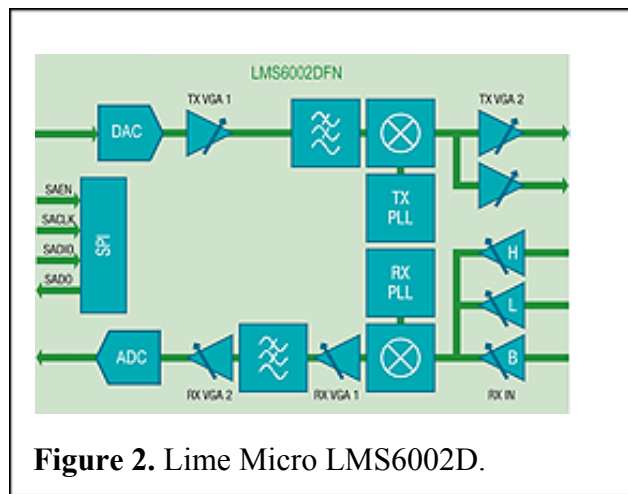 LMS6002DFN
TX VGA 1
TX VGA 2
DAC
TX
PLL
SAEN
SACLK
SADIO
SADO
SPI
RX
PLL
H
L
B
ADC
RX VGA 2
RX VGA 1
RX IN
Figure 2. Lime Micro LMS6002D.